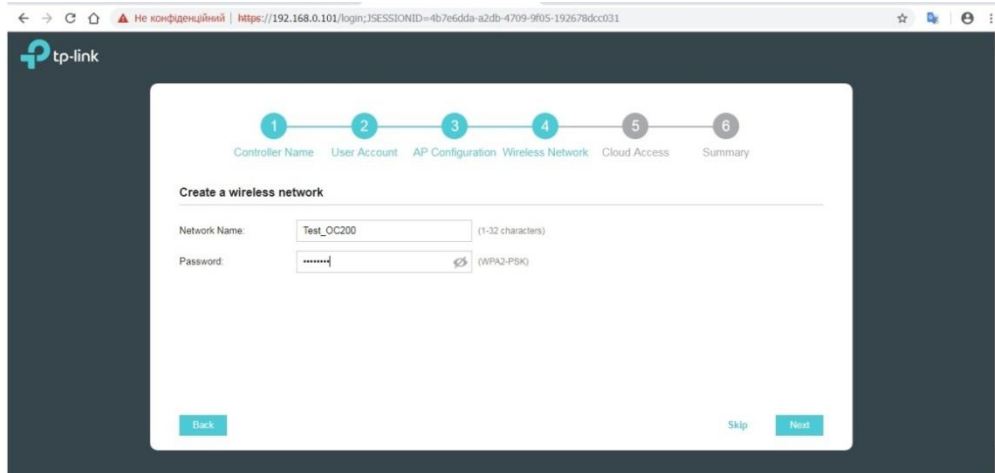 Не конфіденційний | https://192.168.0.101/login;JSESSIONID=4b7e6dda-a2db-4709-9f05-192678dcc031
tp-link
1 2 3 4 5 6
Controller Name User Account AP Configuration Wireless Network Cloud Access Summary
Create a wireless network
Network Name: Test_OC200 (1-32 characters)
Password: •••••••• (WPA2-PSK)
Back Skip Next